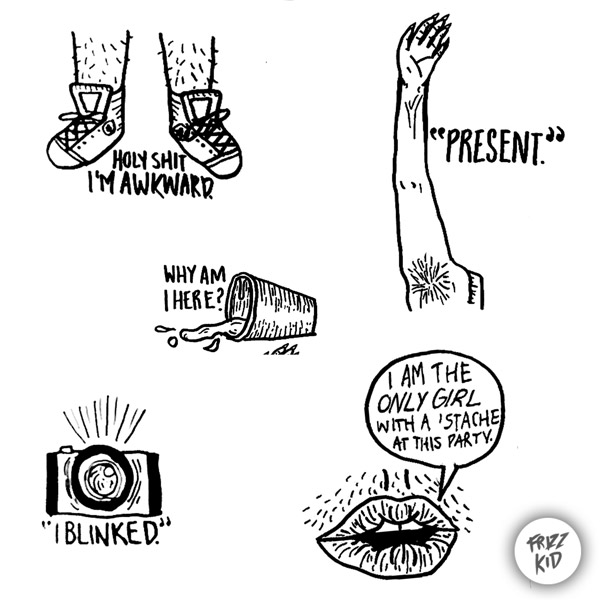 HOLY SHIT
I'M AWKWARD.
"PRESENT."
WHY AM
I HERE?
I AM THE
ONLY GIRL
WITH A 'STACHE
AT THIS PARTY.
"I BLINKED."
FRIZZ
KID